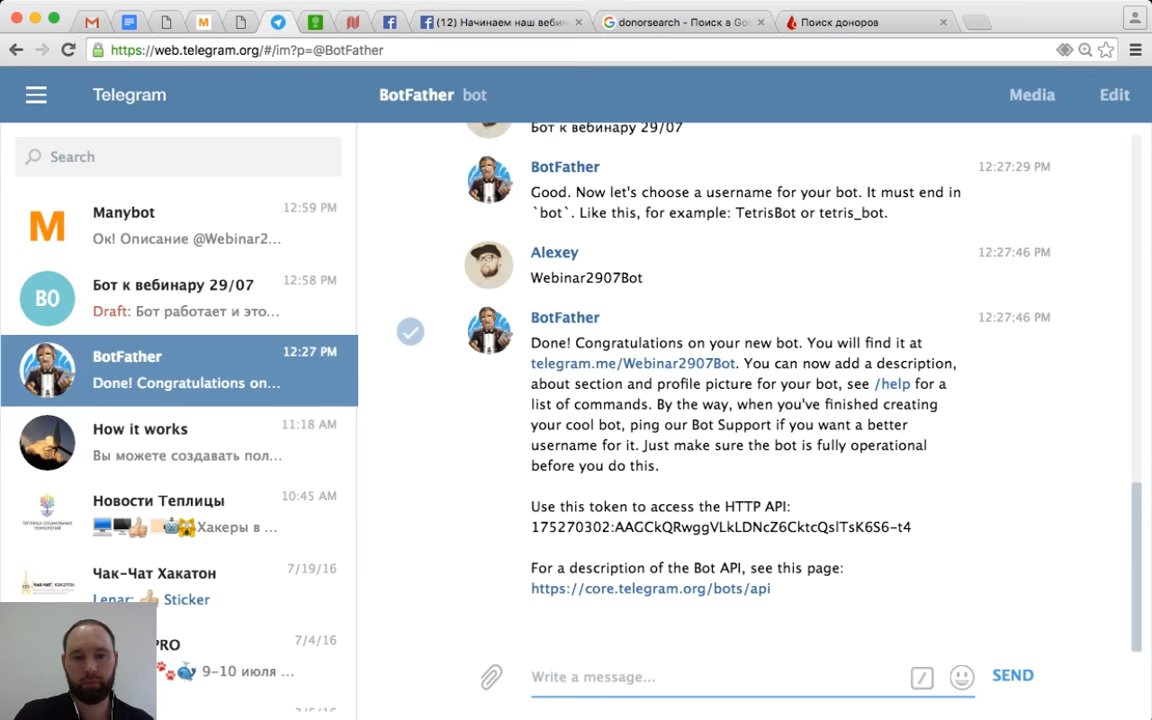 (12) Начинаем наш веби
donorsearch - Поиск в Go
Поиск доноров
https://web.telegram.org/#/im?p=@BotFather
Telegram
BotFather bot
Media
Edit
Search
Manybot 12:59 PM
Ок! Описание @Webinar2...
ВО
Бот к вебинару 29/07 12:58 PM
Draft: Бот работает и это...
BotFather 12:27 PM
Done! Congratulations on...
How it works 11:18 AM
Вы можете создавать пол...
Новости Теплицы 10:45 AM
Хакеры в ...
Чак-Чат Хакатон 7/19/16
Lenar: Sticker
PRO 7/4/16
9–10 июля ...
Бот к вебинару 29/07
BotFather 12:27:29 PM
Good. Now let's choose a username for your bot. It must end in
`bot`. Like this, for example: TetrisBot or tetris_bot.
Alexey 12:27:46 PM
Webinar2907Bot
BotFather 12:27:46 PM
Done! Congratulations on your new bot. You will find it at
telegram.me/Webinar2907Bot. You can now add a description,
about section and profile picture for your bot, see /help for a
list of commands. By the way, when you've finished creating
your cool bot, ping our Bot Support if you want a better
username for it. Just make sure the bot is fully operational
before you do this.
Use this token to access the HTTP API:
175270302:AAGCkQRwggVLkLDNcZ6CktcQslTsK6S6-t4
For a description of the Bot API, see this page:
https://core.telegram.org/bots/api
Write a message...
SEND